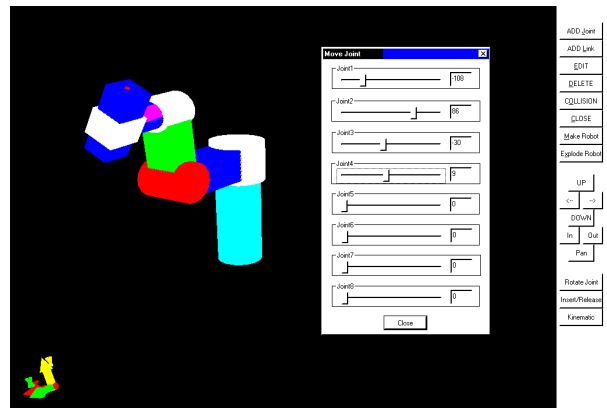 Move Joint
Joint1
-108
Joint2
86
Joint3
-30
Joint4
9
Joint5
0
Joint6
0
Joint7
0
Joint8
0
Close
ADD Joint
ADD Link
EDIT
DELETE
COLLISION
CLOSE
Make Robot
Explode Robot
UP
<-- -->
DOWN
In Out
Pan
Rotate Joint
Insert/Release
Kinematic